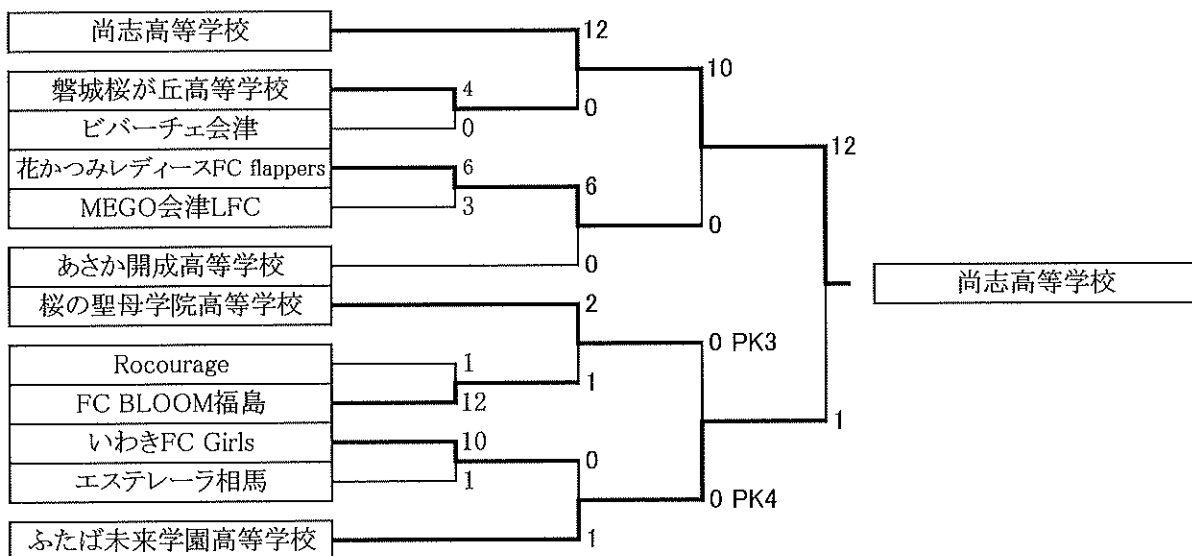 尚志高等学校
磐城桜が丘高等学校
ビバーチェ会津
花かつみレディースFC flappers
MEGO会津LFC
あさか開成高等学校
桜の聖母学院高等学校
Rocourage
FC BLOOM福島
いわきFC Girls
エステレーラ相馬
ふたば未来学園高等学校
4
0
6
3
1
12
10
1
12
0
6
0
2
1
0
1
10
0
0 PK3
0 PK4
12
1
尚志高等学校